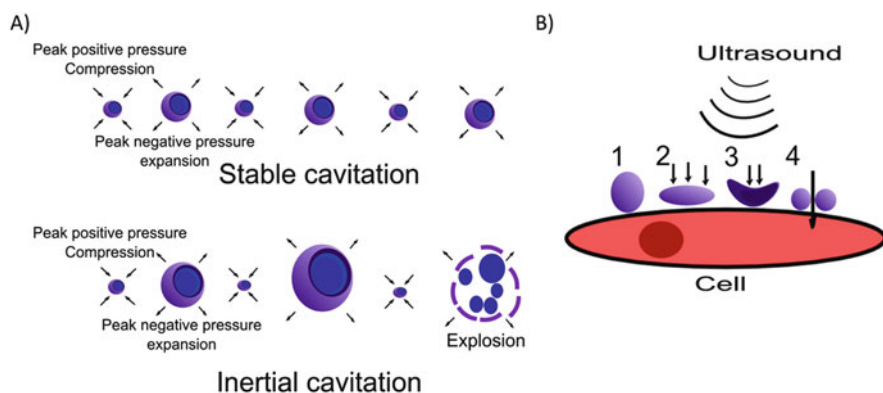 A)
Peak positive pressure
Compression
Peak negative pressure
expansion
Stable cavitation
Peak positive pressure
Compression
Peak negative pressure
expansion
Explosion
Inertial cavitation
B)
Ultrasound
1 2 3 4
Cell